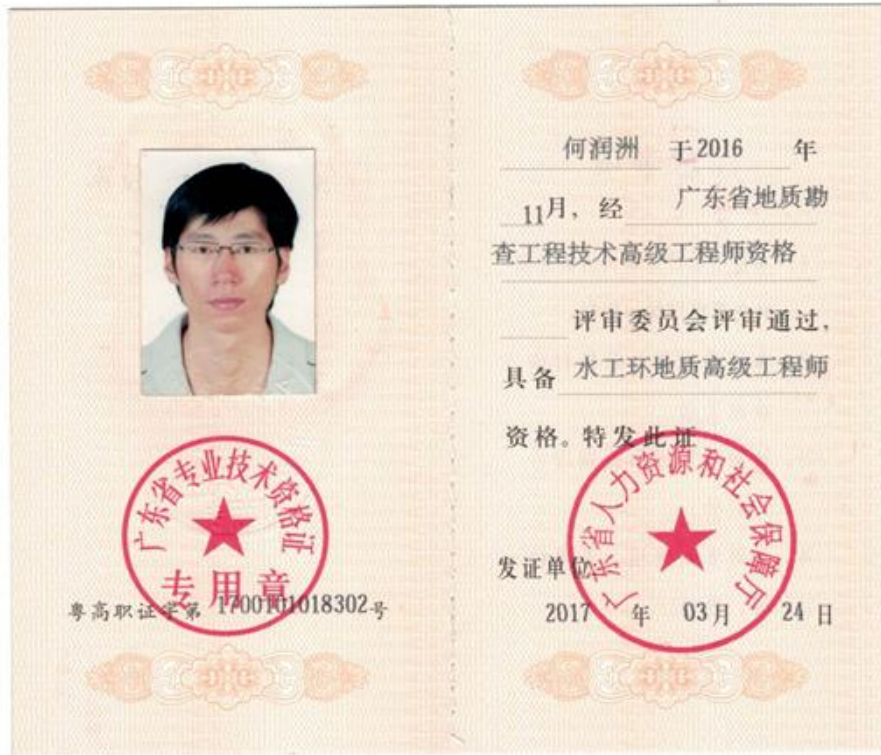 广东省专业技术资格证
专用章
粤高职证字第 1700101018302号
何润洲 于2016 年
11月，经 广东省地质勘
查工程技术高级工程师资格
评审委员会评审通过，
具备 水工环地质高级工程师
资格。特发此证
广东省人力资源和社会保障厅
发证单位
2017 年 03月 24日